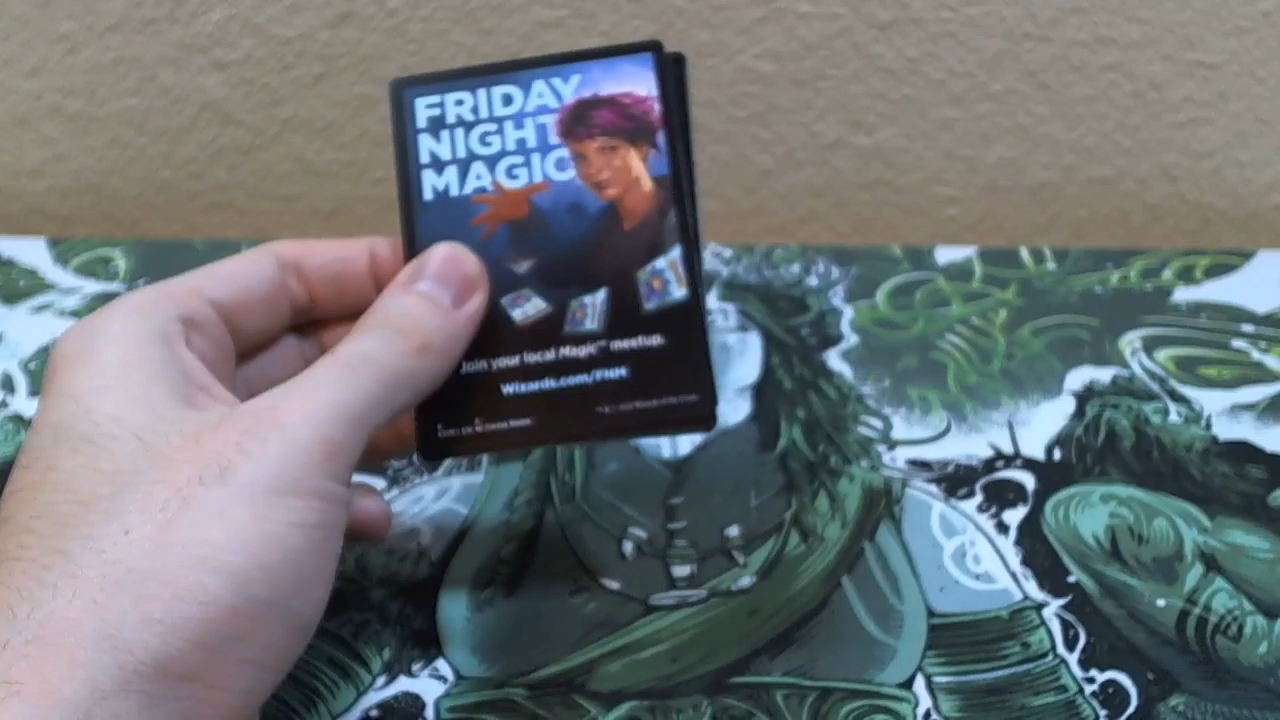 FRIDAY
NIGHT
MAGIC
Join your local Magic™ meetup.
Wizards.com/FNM